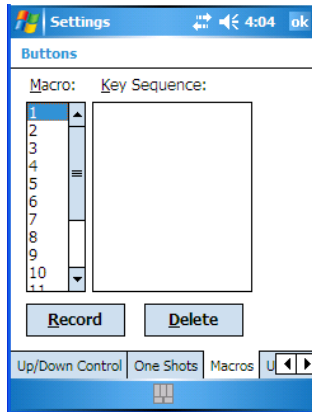 Settings 4:04 ok
Buttons
Macro: Key Sequence:
1
2
3
4
5
6
7
8
9
10
11
Record Delete
Up/Down Control One Shots Macros U